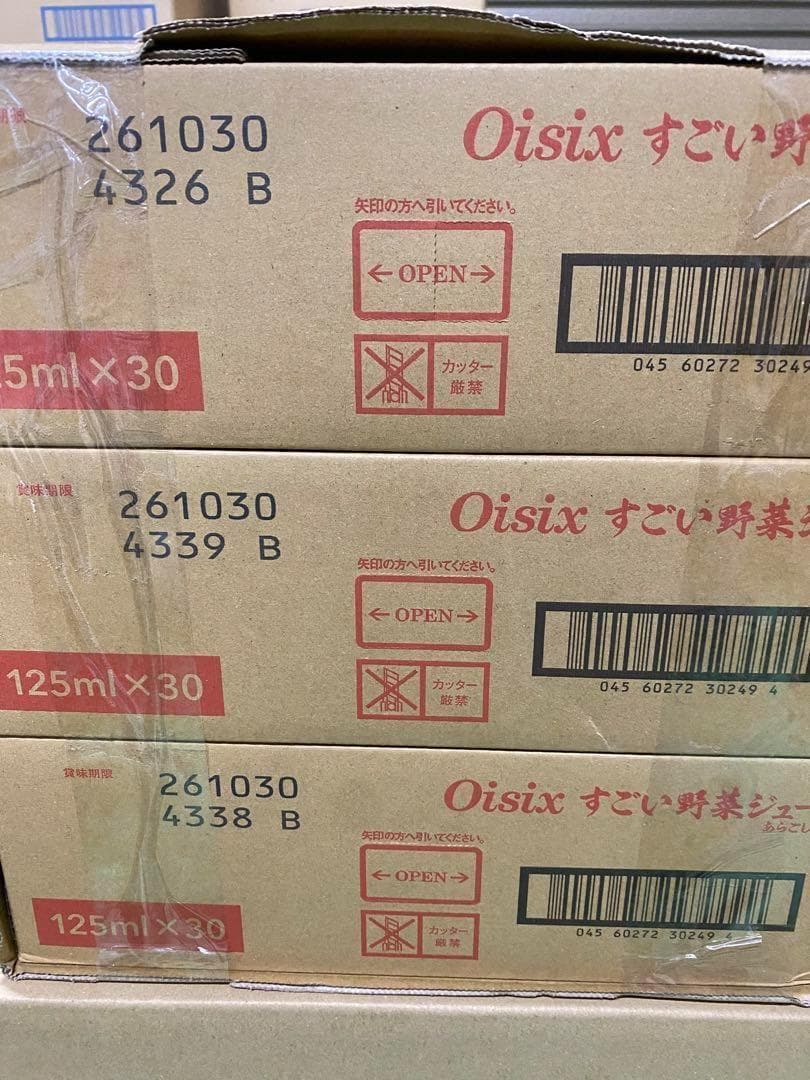 期限
261030
4326 B
Oisix すごい野
矢印の方へ引いてください。
←OPEN→
カッター
厳禁
5ml×30
045 60272 30249
賞味期限
261030
4339 B
Oisix すごい野菜
矢印の方へ引いてください。
←OPEN→
カッター
厳禁
125ml×30
045 60272 30249 4
賞味期限
261030
4338 B
Oisix すごい野菜ジュー
あらごし
矢印の方へ引いてください。
←OPEN→
カッター
厳禁
125ml×30
045 60272 30249 4